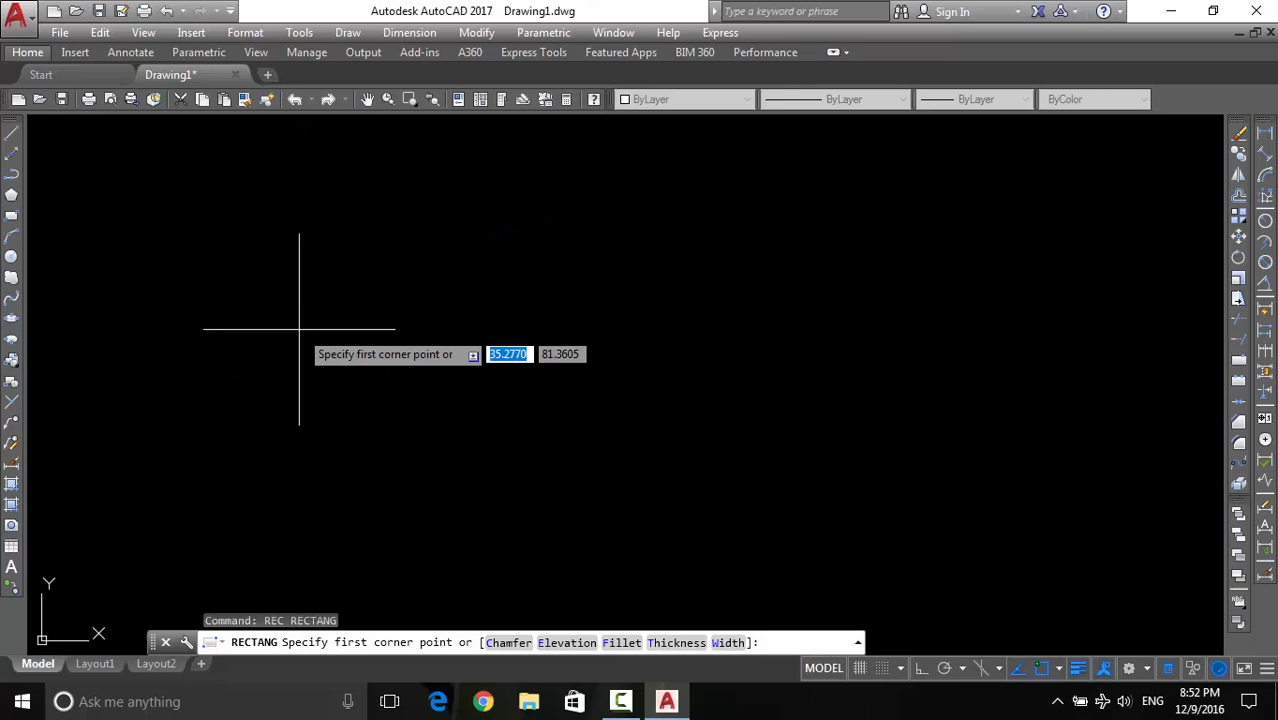 Autodesk AutoCAD 2017 Drawing1.dwg
Type a keyword or phrase
Sign In
File Edit View Insert Format Tools Draw Dimension Modify Parametric Window Help Express
Home Insert Annotate Parametric View Manage Output Add-ins A360 Express Tools Featured Apps BIM 360 Performance
Start Drawing1*
ByLayer ByLayer ByLayer ByColor
Specify first corner point or 35.2770 81.3605
Y
X
Command: REC RECTANG
RECTANG Specify first corner point or [Chamfer Elevation Fillet Thickness Width]:
Model Layout1 Layout2 + MODEL
Ask me anything
ENG
8:52 PM
12/9/2016